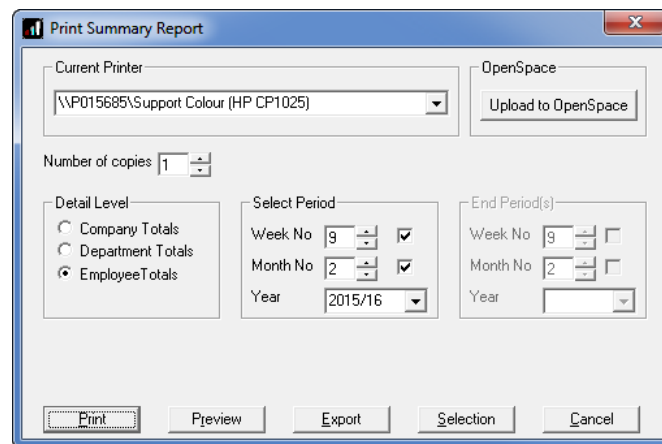 Print Summary Report
Current Printer
\\P015685\Support Colour (HP CP1025)
OpenSpace
Upload to OpenSpace
Number of copies 1
Detail Level
Company Totals
Department Totals
EmployeeTotals
Select Period
Week No 9
Month No 2
Year 2015/16
End Period(s)
Week No 9
Month No 2
Year
Print Preview Export Selection Cancel